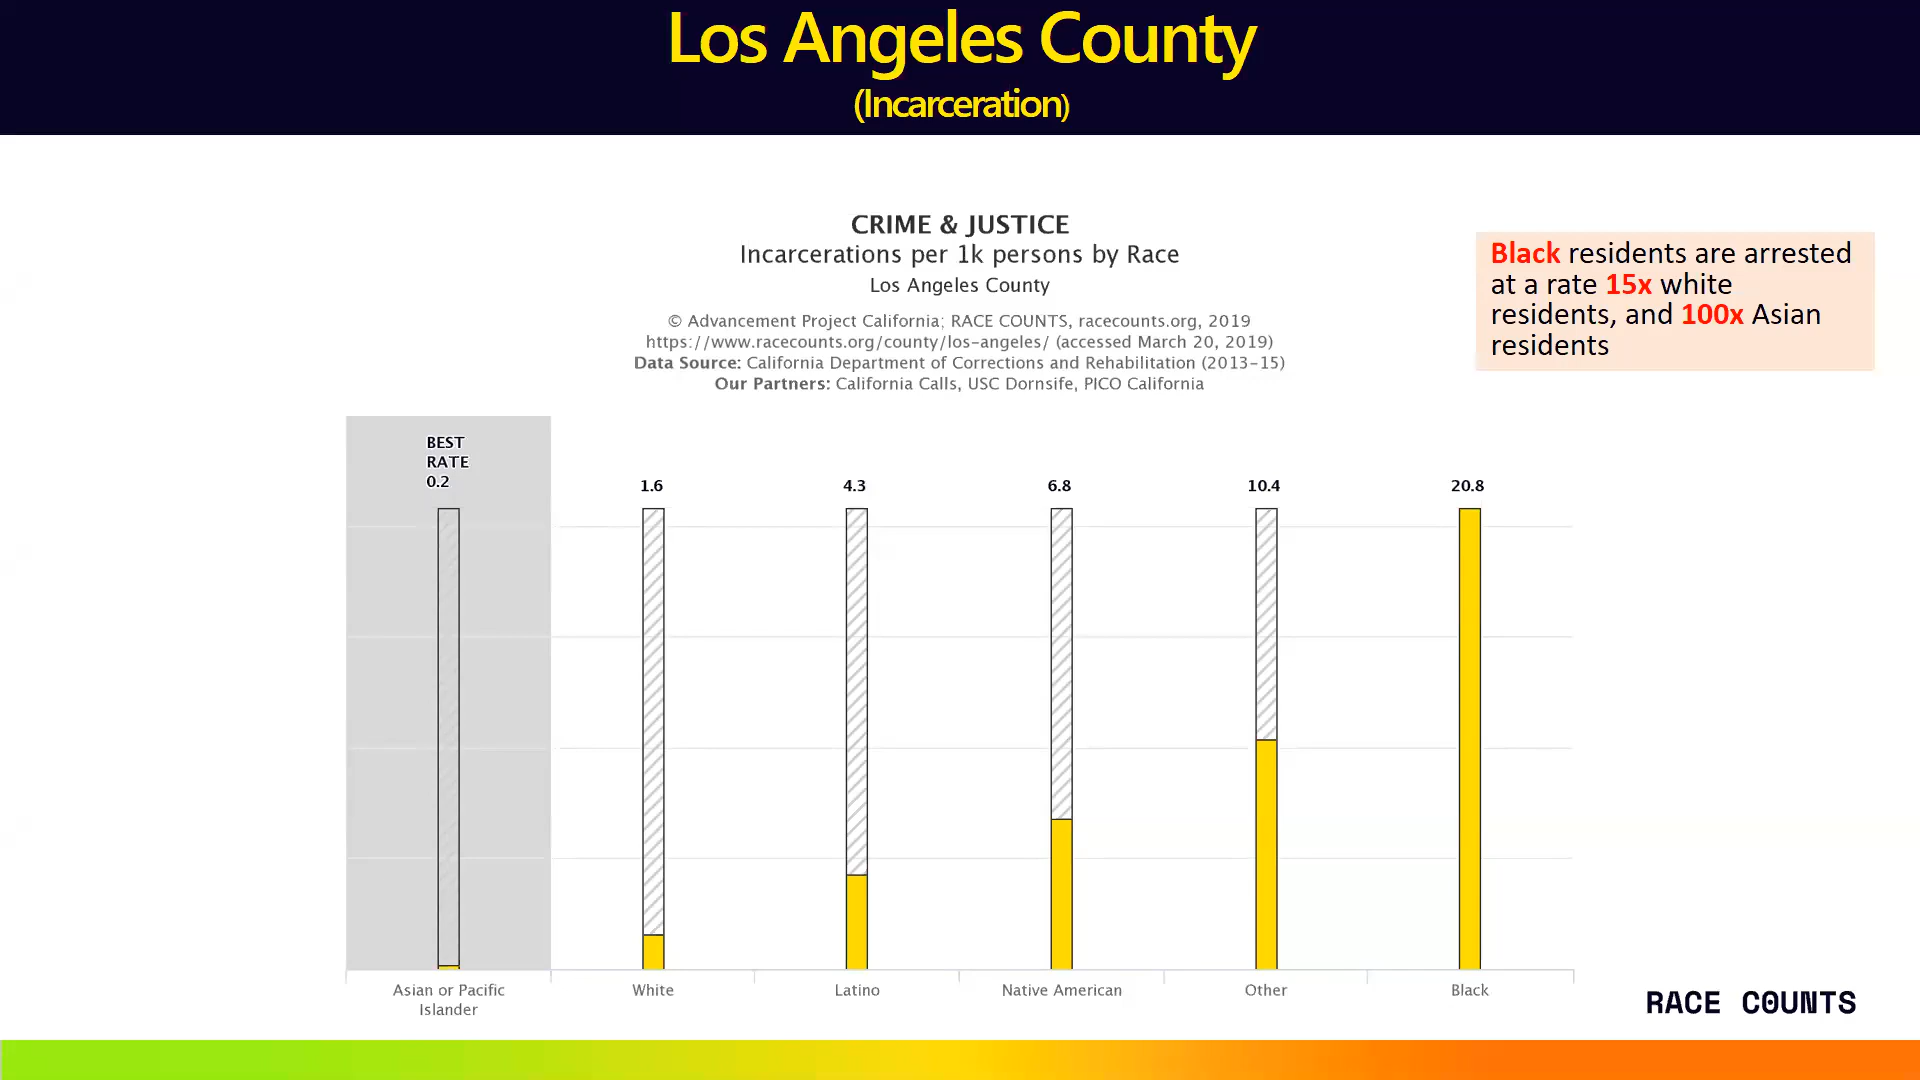 Los Angeles County
(Incarceration)
CRIME & JUSTICE
Incarcerations per 1k persons by Race
Los Angeles County
© Advancement Project California; RACE COUNTS, racecounts.org, 2019
https://www.racecounts.org/county/los-angeles/ (accessed March 20, 2019)
Data Source: California Department of Corrections and Rehabilitation (2013-15)
Our Partners: California Calls, USC Dornsife, PICO California
Black residents are arrested
at a rate 15x white
residents, and 100x Asian
residents
BEST
RATE
0.2
1.6
4.3
6.8
10.4
20.8
Asian or Pacific
Islander
White
Latino
Native American
Other
Black
RACE COUNTS